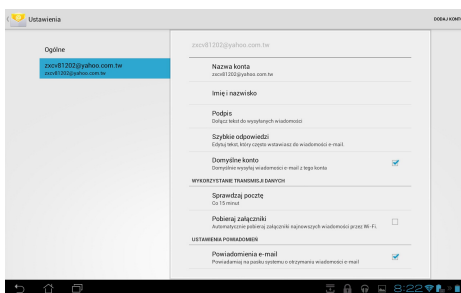 Ustawienia
DODAJ KONTO
Ogólne
zxcv81202@yahoo.com.tw
zxcv81202@yahoo.com.tw
zxcv81202@yahoo.com.tw
Nazwa konta
zxcv81202@yahoo.com.tw
Imię i nazwisko
Podpis
Dołącz tekst do wysyłanych wiadomości
Szybkie odpowiedzi
Edytuj tekst, który często wstawiasz do wiadomości e-mail.
Domyślne konto
Domyślnie wysyłaj wiadomości e-mail z tego konta
WYKORZYSTANIE TRANSMISJI DANYCH
Sprawdzaj pocztę
Co 15 minut
Pobieraj załączniki
Automatycznie pobieraj załączniki najnowszych wiadomości przez Wi-Fi.
USTAWIENIA POWIADOMIEŃ
Powiadomienia e-mail
Powiadamiaj na pasku systemu o otrzymaniu wiadomości e-mail
8:22